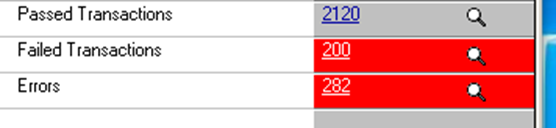 Passed Transactions 2120
Failed Transactions 200
Errors 282